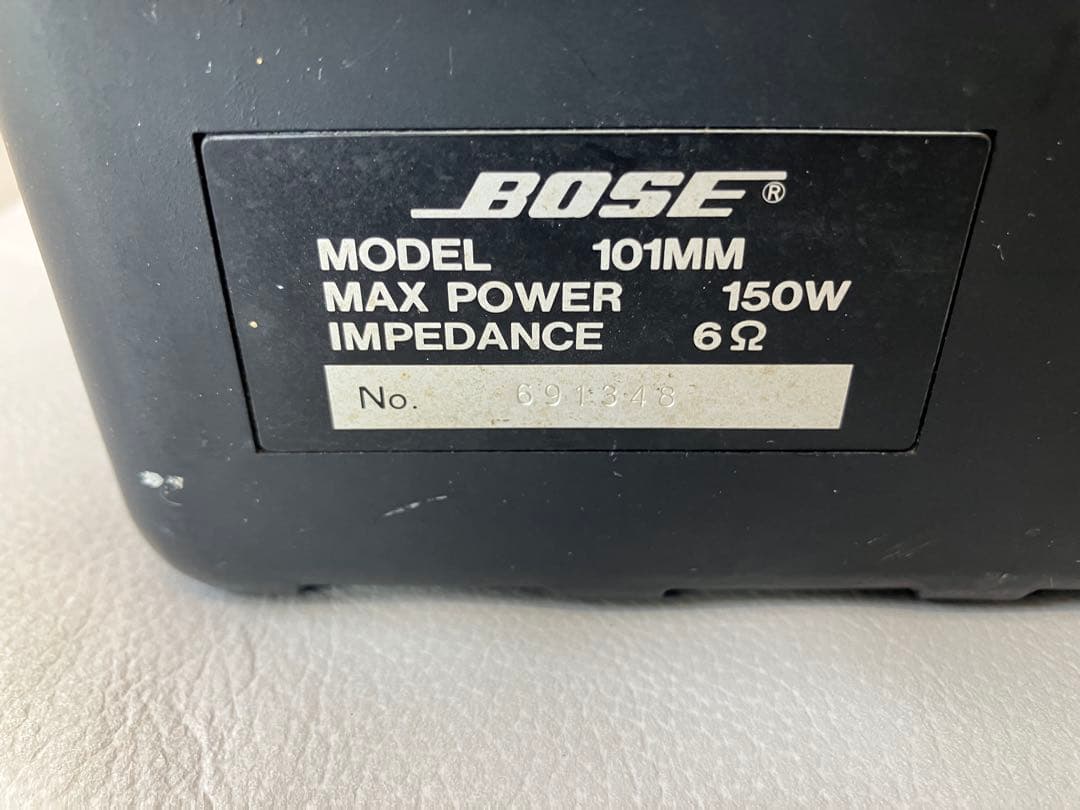 BOSE®
MODEL 101MM
MAX POWER 150W
IMPEDANCE 6Ω
No. 691348